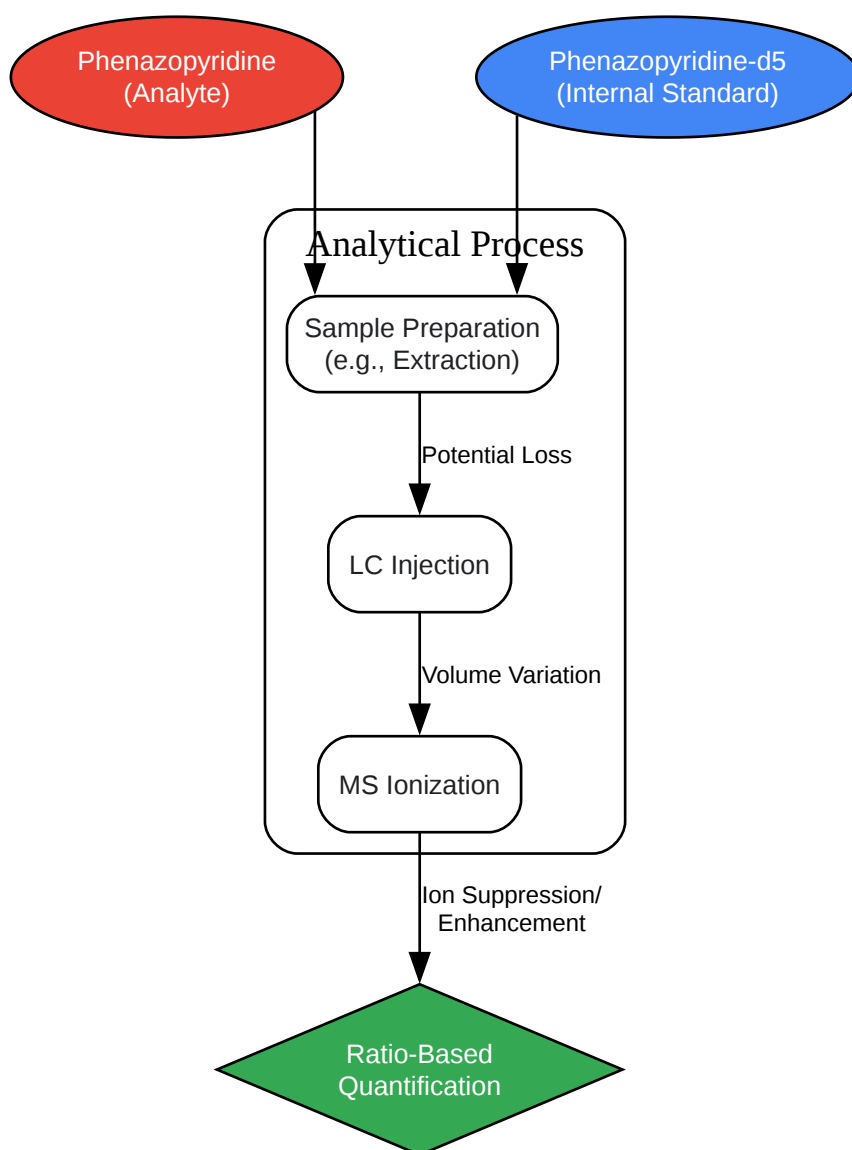 Phenazopyridine
(Analyte)
Phenazopyridine-d5
(Internal Standard)
Analytical Process
Sample Preparation
(e.g., Extraction)
Potential Loss
LC Injection
Volume Variation
MS Ionization
Ion Suppression/
Enhancement
Ratio-Based
Quantification